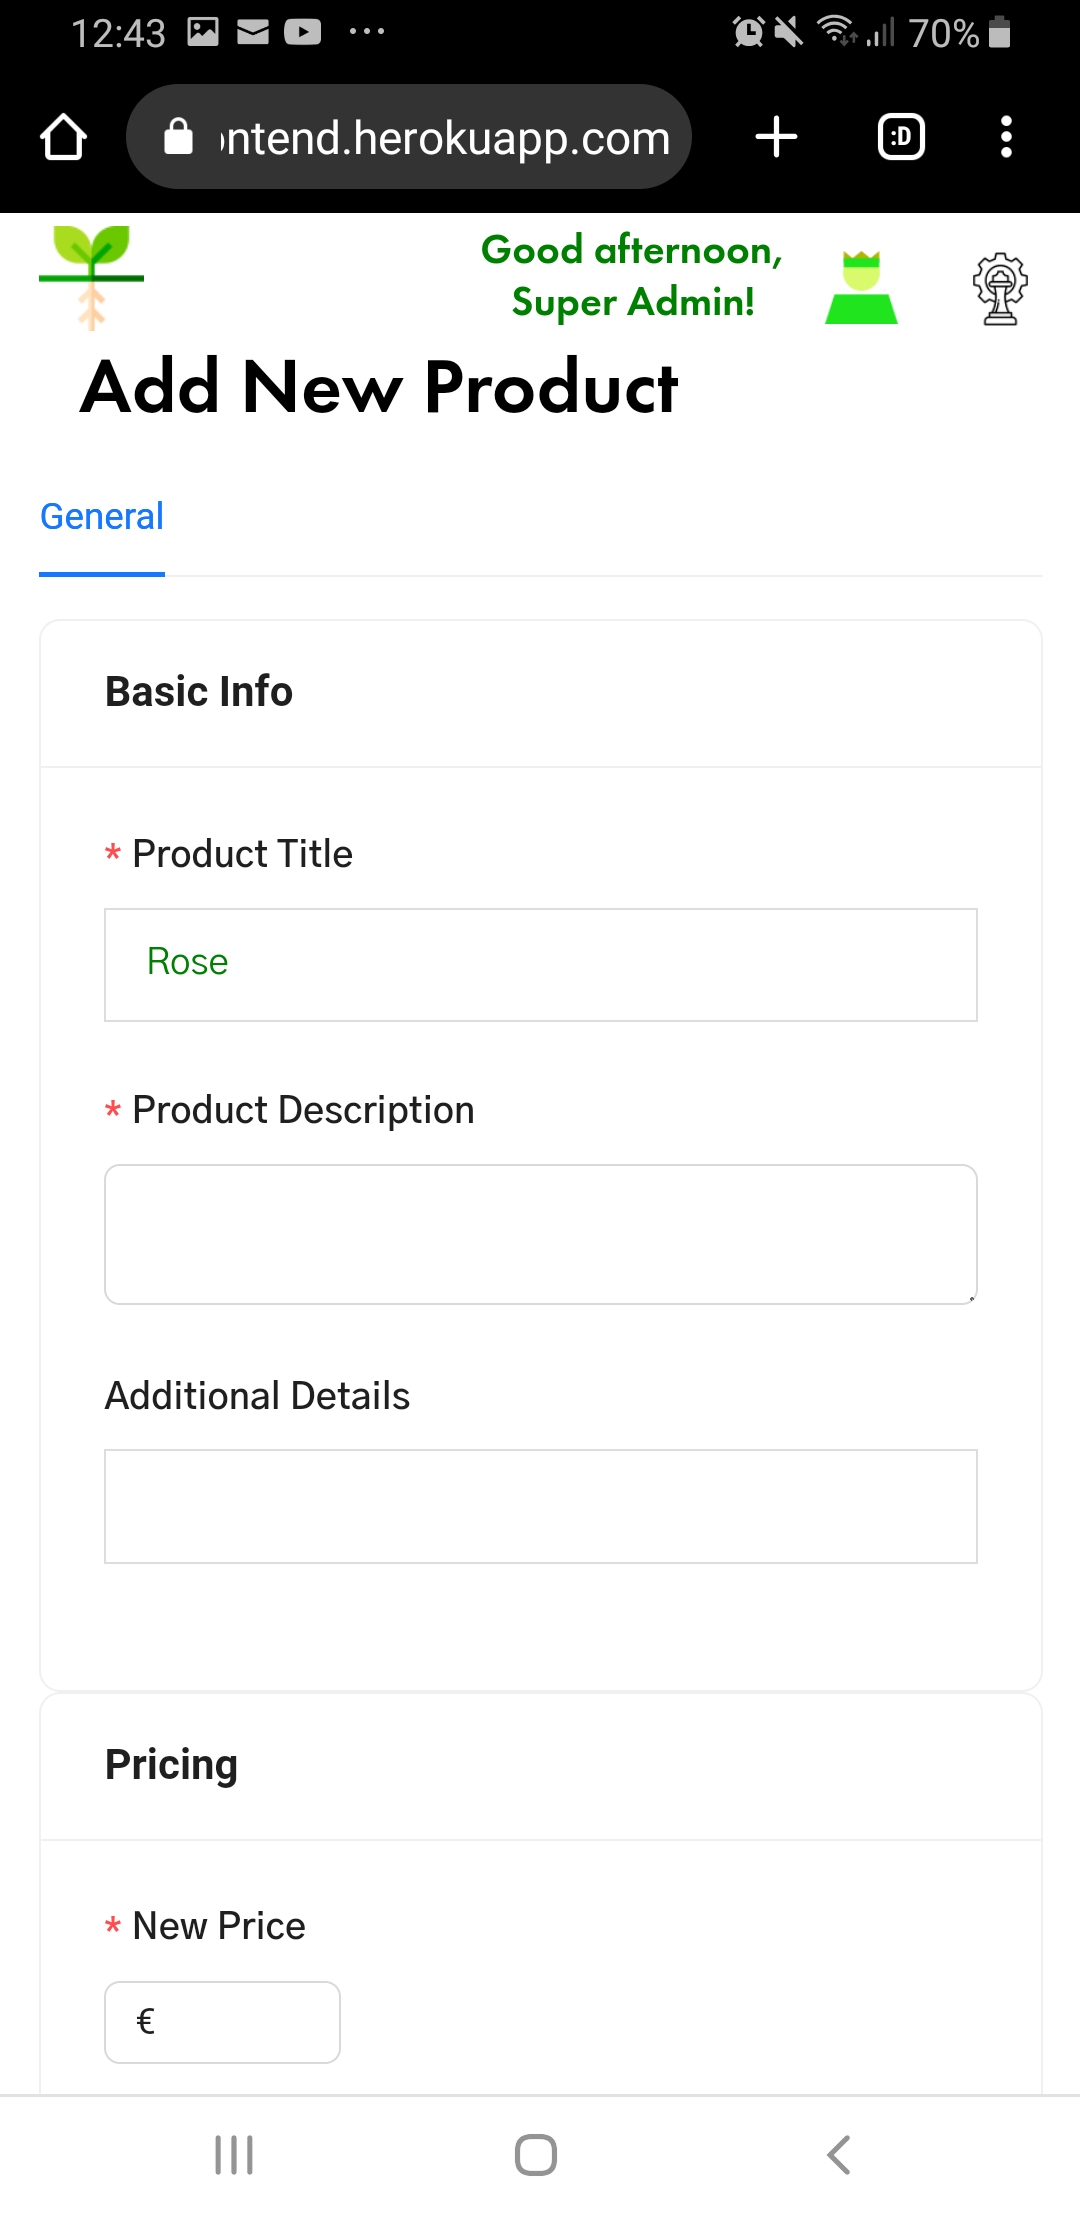 12:43
70%
ntend.herokuapp.com
:D
Good afternoon,
Super Admin!
Add New Product
General
Basic Info
* Product Title
Rose
* Product Description
Additional Details
Pricing
* New Price
€